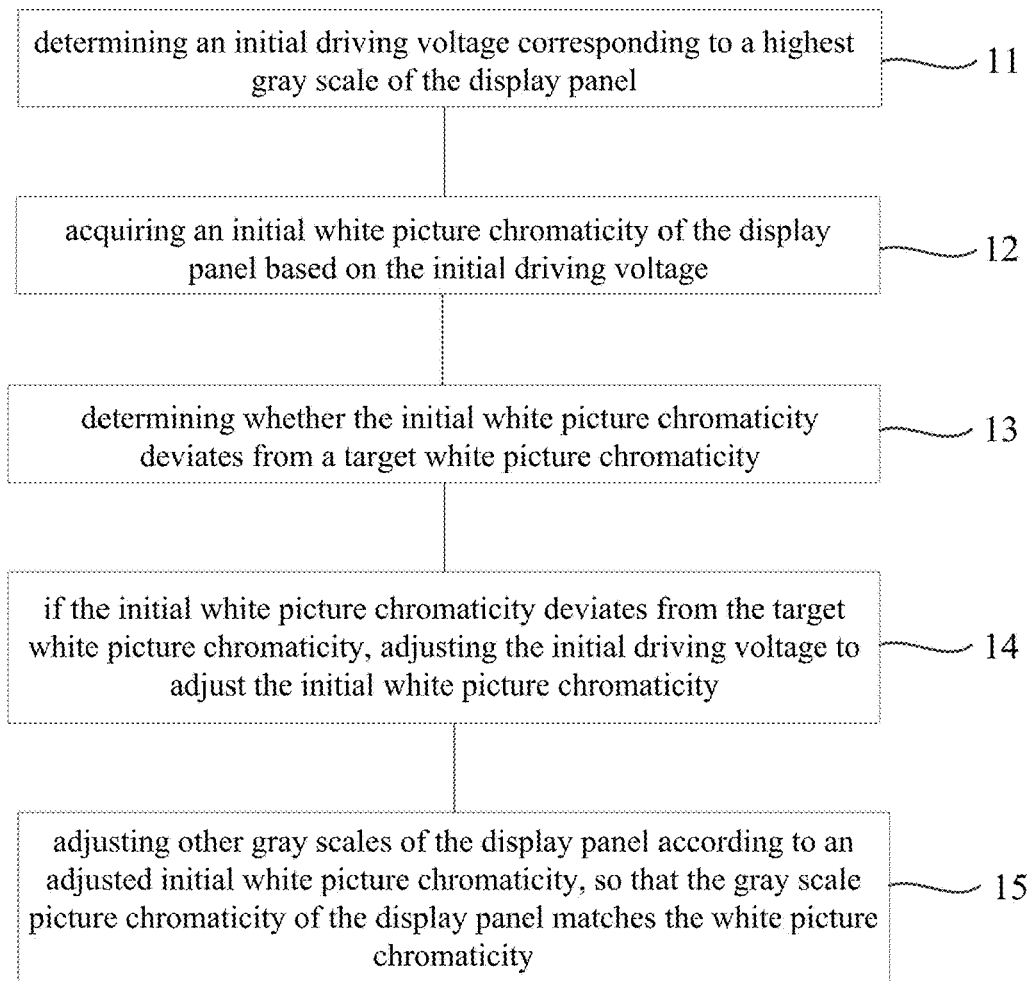 determining an initial driving voltage corresponding to a highest
gray scale of the display panel
11
acquiring an initial white picture chromaticity of the display
panel based on the initial driving voltage
12
determining whether the initial white picture chromaticity
deviates from a target white picture chromaticity
13
if the initial white picture chromaticity deviates from the target
white picture chromaticity, adjusting the initial driving voltage to
adjust the initial white picture chromaticity
14
adjusting other gray scales of the display panel according to an
adjusted initial white picture chromaticity, so that the gray scale
picture chromaticity of the display panel matches the white picture
chromaticity
15